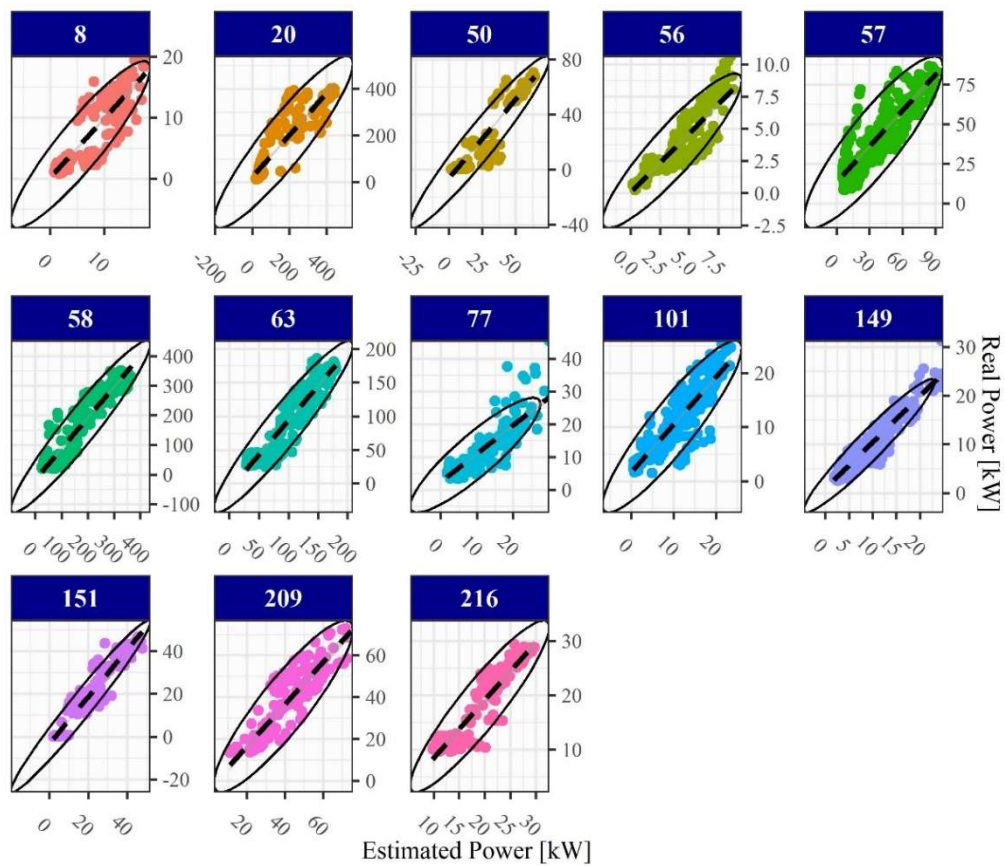 8 20 50 56 57
20 10 0
400 200 0
80 40 0 -40
10.0 7.5 5.0 2.5 0.0 -2.5
75 50 25 0
0 10
-200 0 200 400
-25 0 25 50
0.0 2.5 5.0 7.5
0 30 60 90
58 63 77 101 149
400 300 200 100 0 -100
200 150 100 50 0
40 30 20 10 0
20 10 0
30 20 10 0
Real Power [kW]
0 100 200 300 400
0 50 100 150 200
0 10 20
0 10 20
0 5 10 15 20
151 209 216
40 20 0 -20
60 40 20 0
30 20 10
0 20 40
20 40 60
10 15 20 25 30
Estimated Power [kW]